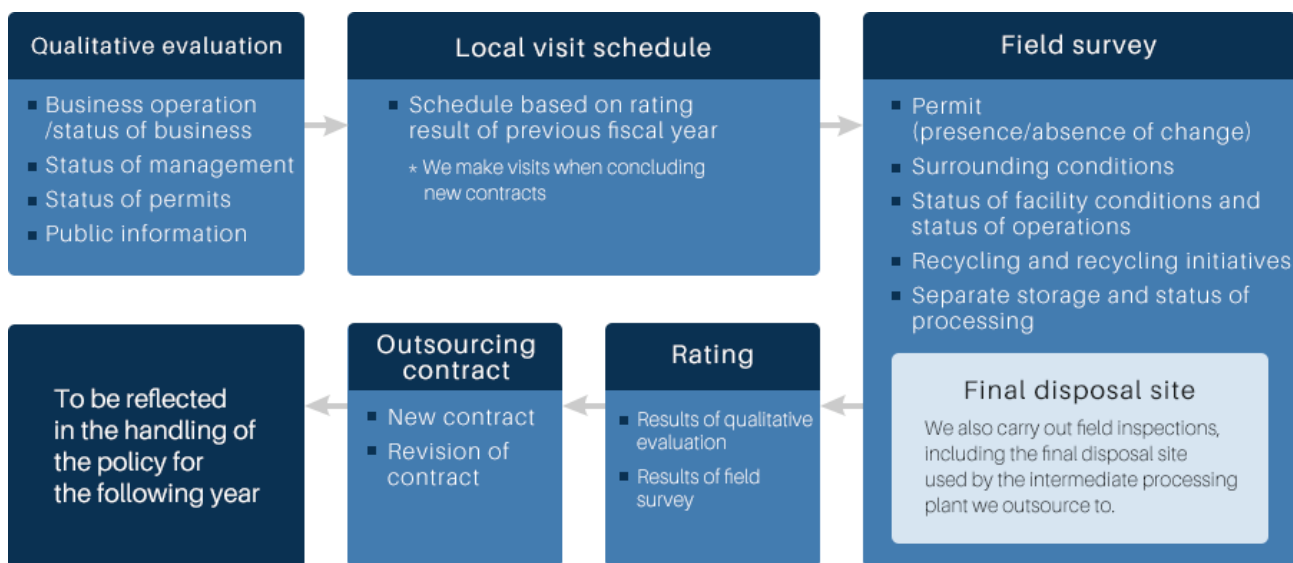 Qualitative evaluation
Business operation
/status of business
Status of management
Status of permits
Public information
Local visit schedule
Schedule based on rating
result of previous fiscal year
* We make visits when concluding
new contracts
Field survey
Permit
(presence/absence of change)
Surrounding conditions
Status of facility conditions and
status of operations
Recycling and recycling initiatives
Separate storage and status of
processing
Final disposal site
We also carry out field inspections,
including the final disposal site
used by the intermediate processing
plant we outsource to.
Rating
Results of qualitative
evaluation
Results of field
survey
Outsourcing
contract
New contract
Revision of
contract
To be reflected
in the handling of
the policy for
the following year